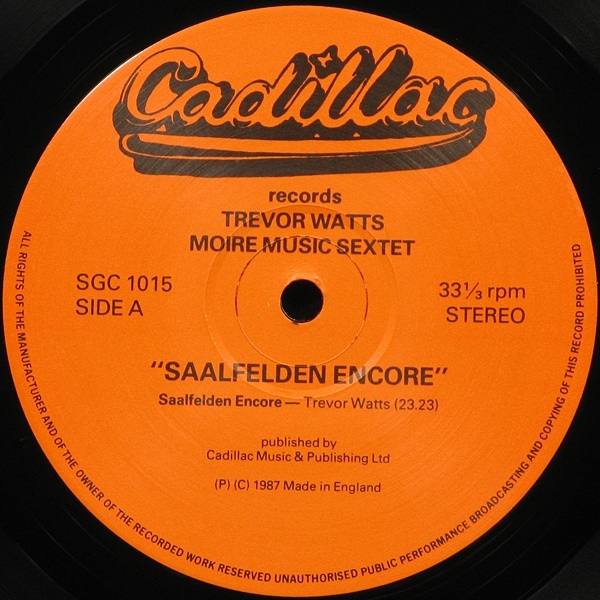 Cadillac
records
TREVOR WATTS
MOIRE MUSIC SEXTET
SGC 1015
SIDE A
33⅓ rpm
STEREO
"SAALFELDEN ENCORE"
Saalfelden Encore — Trevor Watts (23.23)
published by
Cadillac Music & Publishing Ltd
(P) (C) 1987 Made in England
ALL RIGHTS OF THE MANUFACTURER AND OF THE OWNER OF THE RECORDED WORK RESERVED UNAUTHORISED PUBLIC PERFORMANCE BROADCASTING AND COPYING OF THIS RECORD PROHIBITED